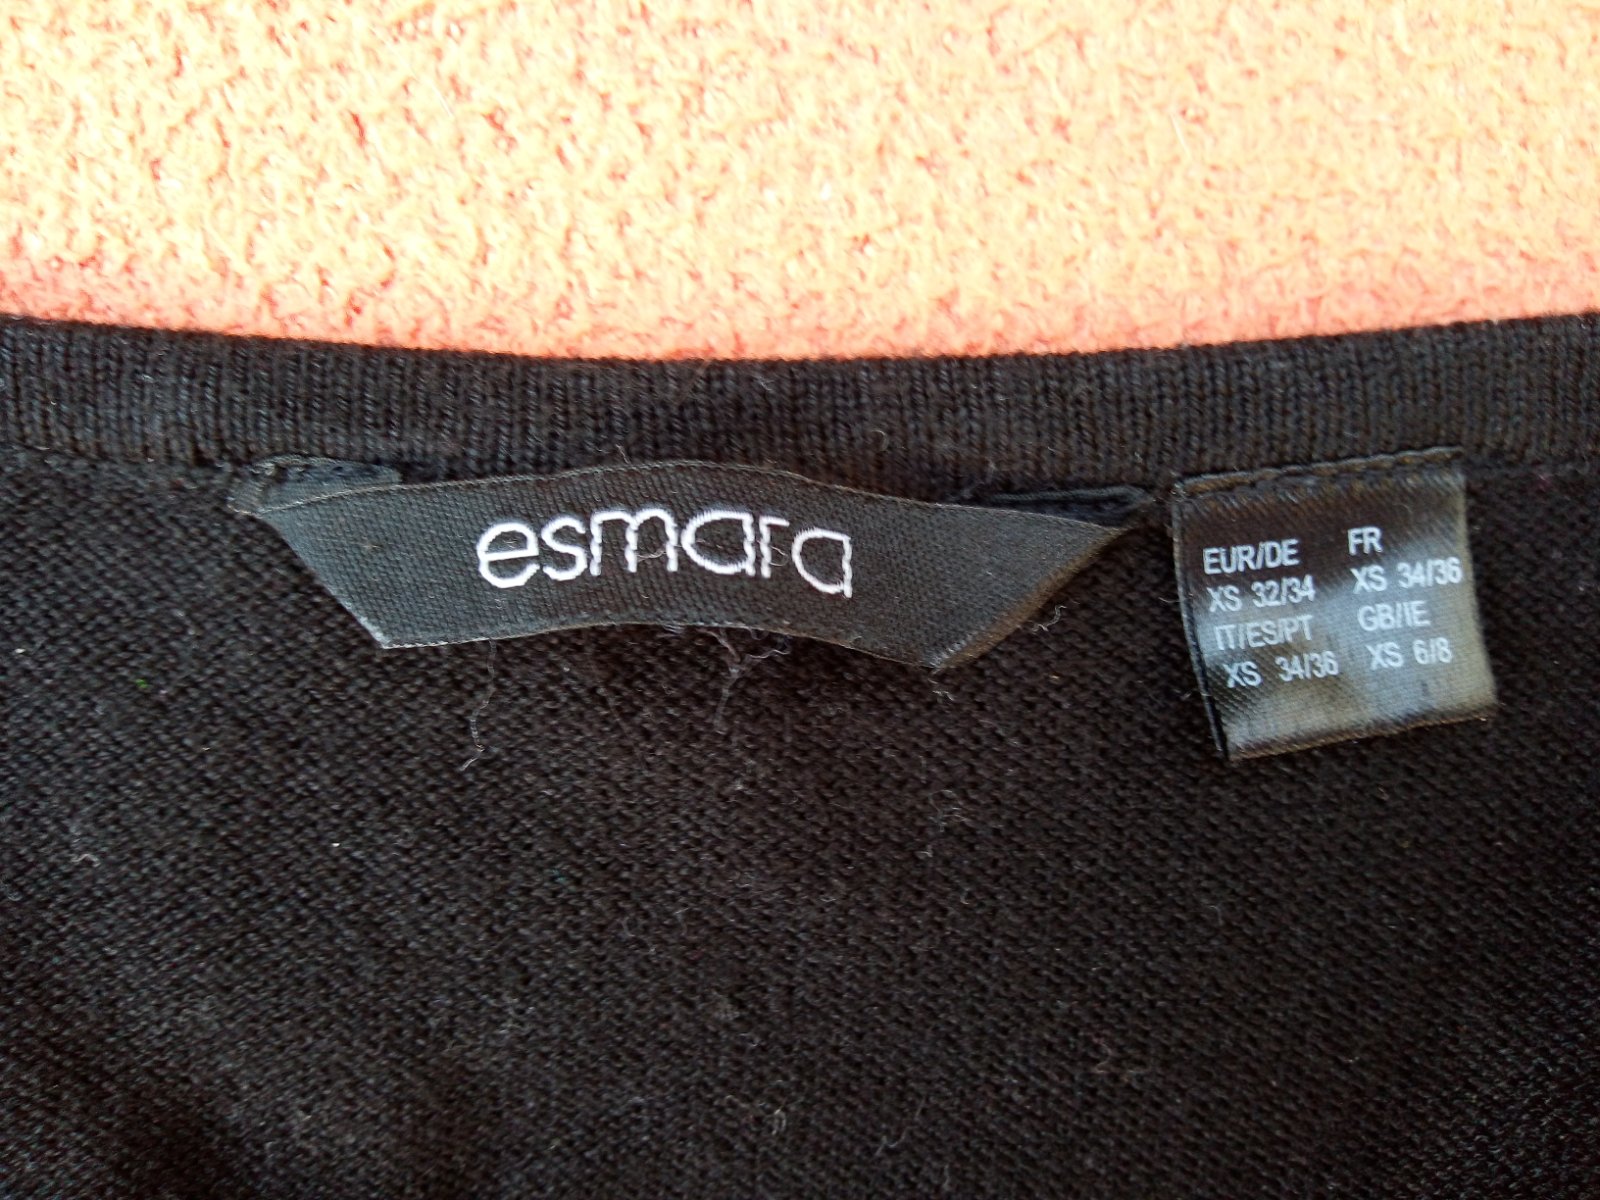 esmara
EUR/DE FR
XS 32/34 XS 34/36
IT/ES/PT GB/IE
XS 34/36 XS 6/8